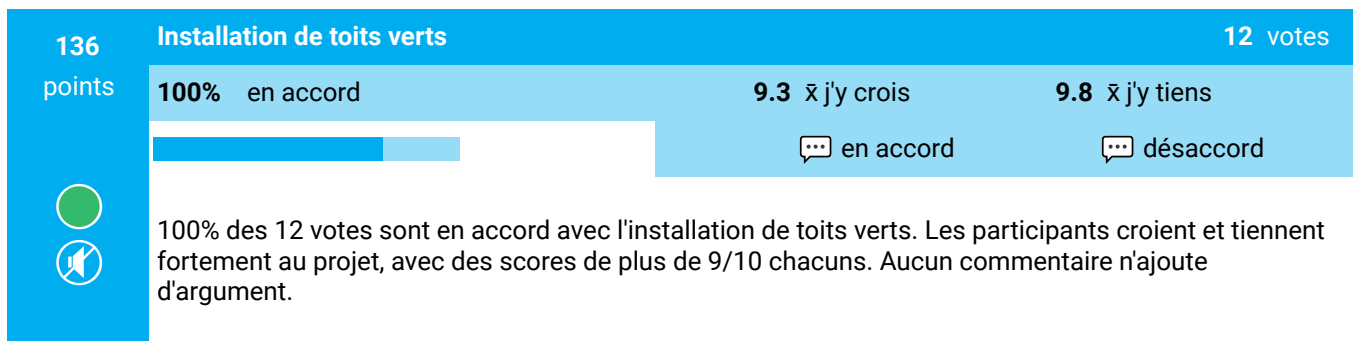 136
points
Installation de toits verts 12 votes
100% en accord 9.3 x̄ j'y crois 9.8 x̄ j'y tiens
en accord désaccord
100% des 12 votes sont en accord avec l'installation de toits verts. Les participants croient et tiennent
fortement au projet, avec des scores de plus de 9/10 chacuns. Aucun commentaire n'ajoute
d'argument.